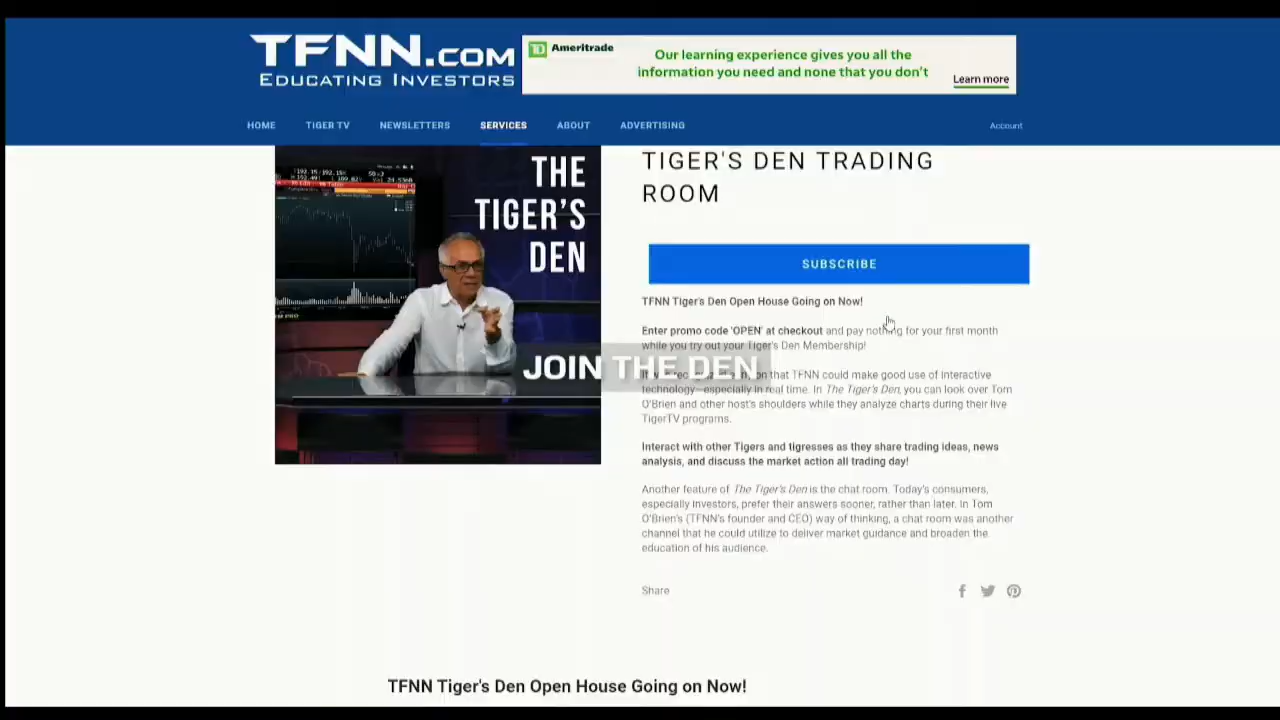 TFNN.COM
EDUCATING INVESTORS
TD Ameritrade
Our learning experience gives you all the
information you need and none that you don't
Learn more
HOME TIGER TV NEWSLETTERS SERVICES ABOUT ADVERTISING Account
THE
TIGER'S
DEN
TIGER'S DEN TRADING
ROOM
SUBSCRIBE
TFNN Tiger's Den Open House Going on Now!
Enter promo code 'OPEN' at checkout and pay nothing for your first month
while you try out your Tiger's Den Membership!
JOIN THE DEN
that TFNN could make good use of interactive
technology—especially in real time. In The Tiger's Den, you can look over Tom
O'Brien and other host's shoulders while they analyze charts during their live
TigerTV programs.
Interact with other Tigers and tigresses as they share trading ideas, news
analysis, and discuss the market action all trading day!
Another feature of The Tiger's Den is the chat room. Today's consumers,
especially investors, prefer their answers sooner, rather than later. In Tom
O'Brien's (TFNN's founder and CEO) way of thinking, a chat room was another
channel that he could utilize to deliver market guidance and broaden the
education of his audience.
Share
TFNN Tiger's Den Open House Going on Now!